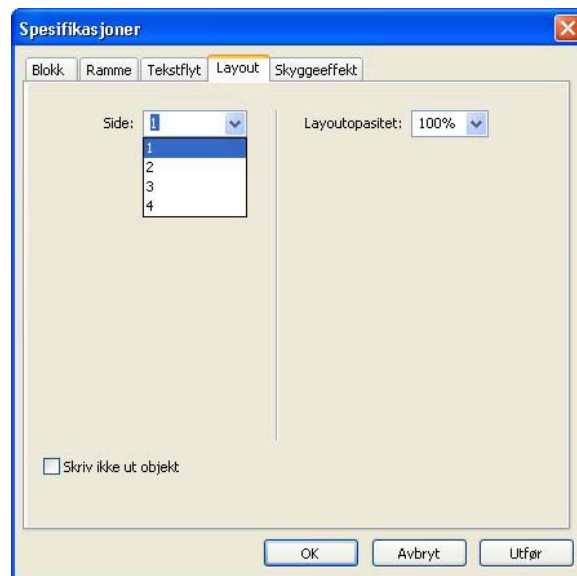 Spesifikasjoner
Blokk Ramme Tekstflyt Layout Skyggeeffekt
Side: 1 Layoutopasitet: 100%
1
2
3
4
Skriv ikke ut objekt
OK Avbryt Utfør